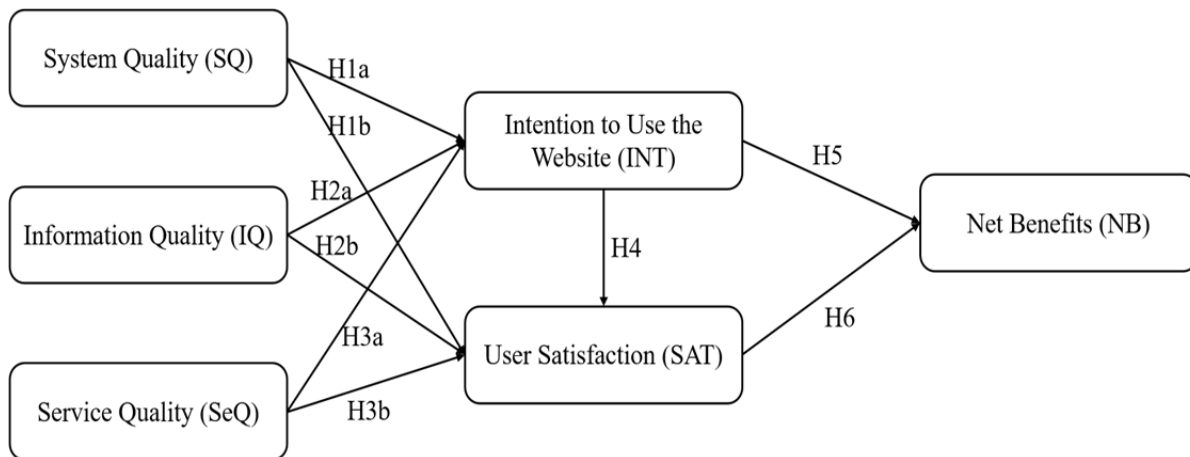 System Quality (SQ)
H1a
H1b
Intention to Use the
Website (INT)
H5
H2a
Information Quality (IQ)
H2b
H4
Net Benefits (NB)
H6
H3a
User Satisfaction (SAT)
Service Quality (SeQ)
H3b